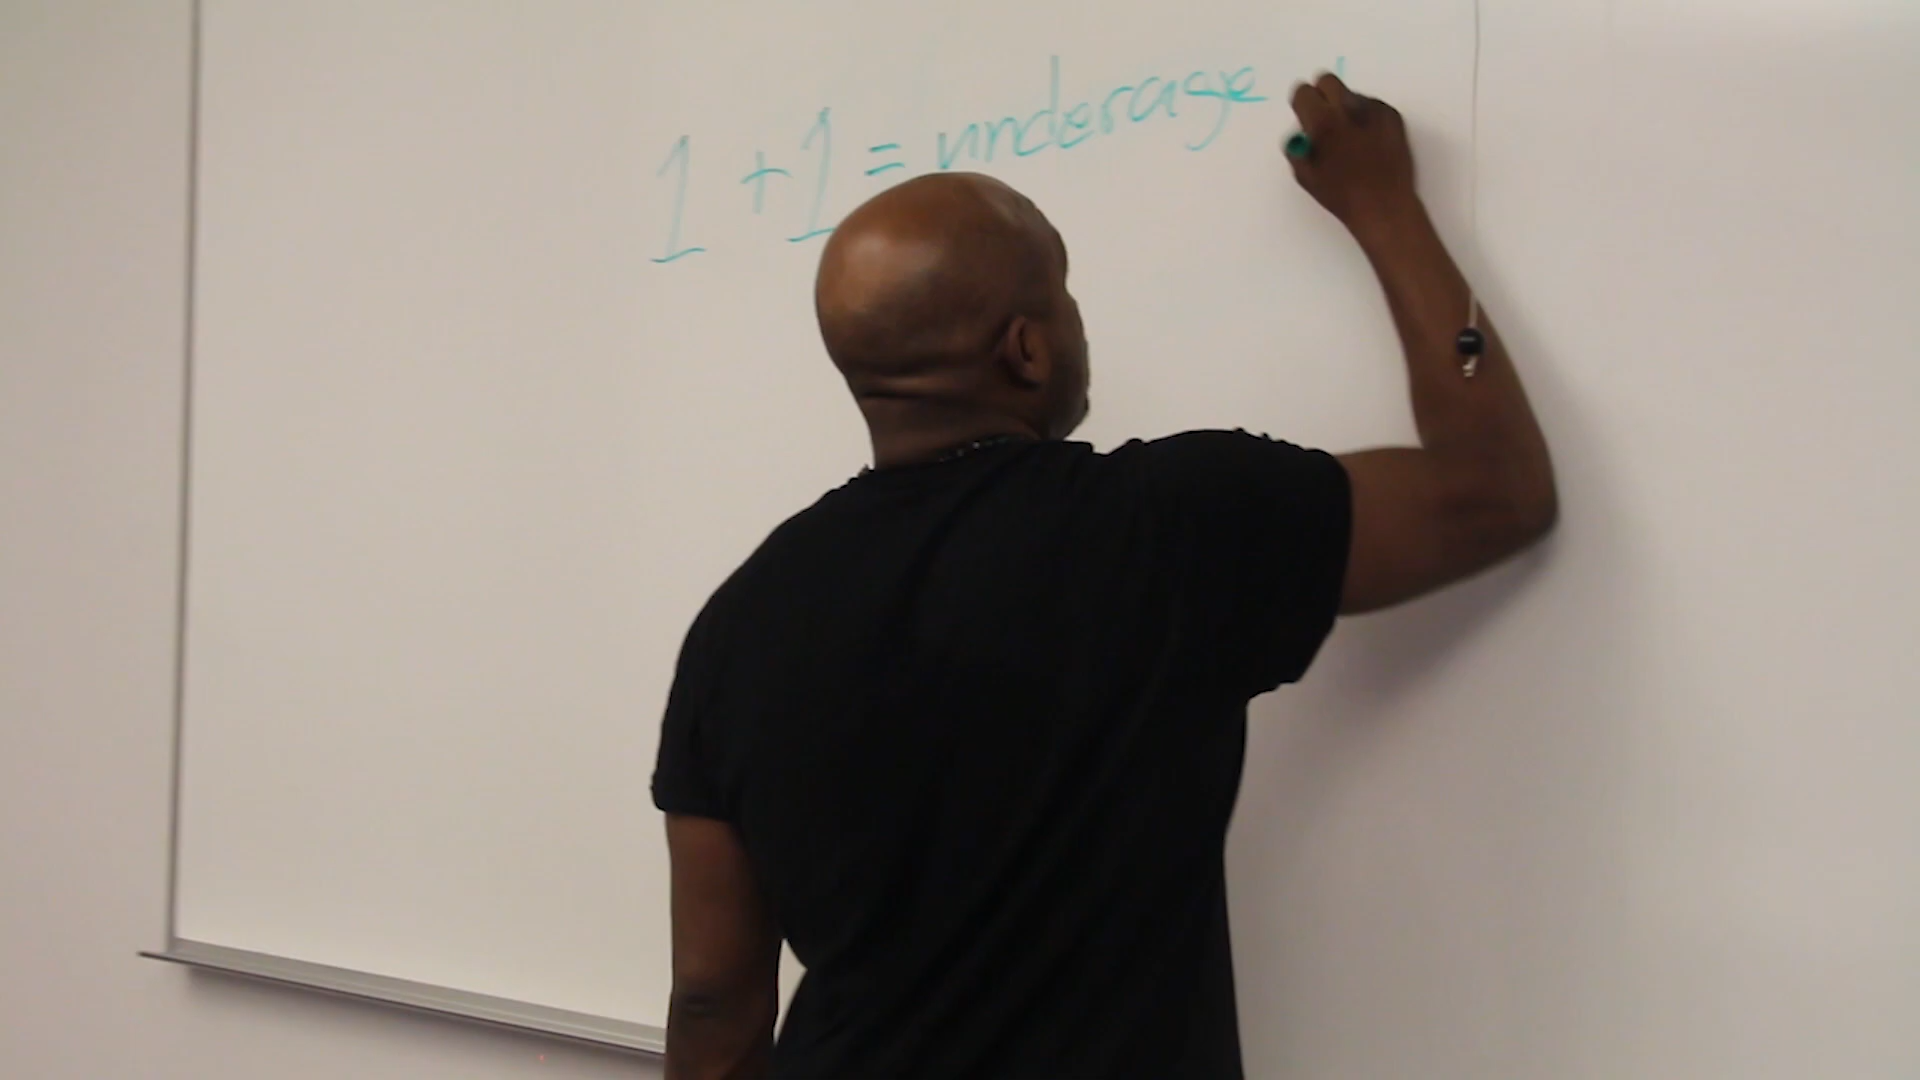 1 + 1 = underage